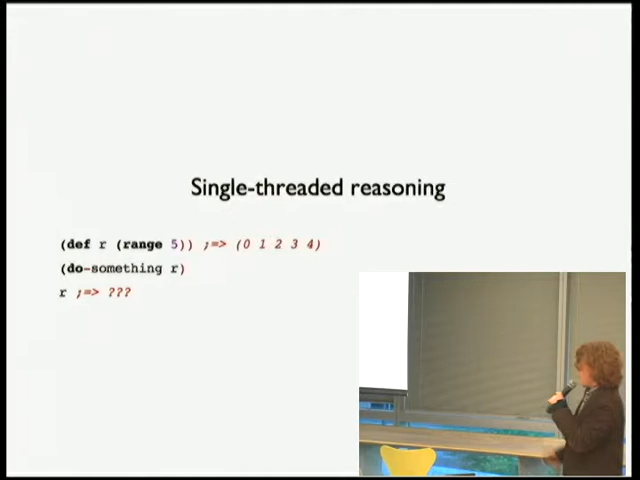 Single-threaded reasoning
(def r (range 5)) ;=> (0 1 2 3 4)
(do-something r)
r ;=> ???